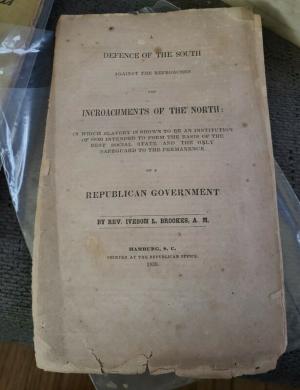 A
DEFENCE OF THE SOUTH
AGAINST THE REPROACHES
AND
INCROACHMENTS OF THE NORTH:
IN WHICH SLAVERY IS SHOWN TO BE AN INSTITUTION
OF GOD INTENDED TO FORM THE BASIS OF THE
BEST SOCIAL STATE AND THE ONLY
SAFEGUARD TO THE PERMANENCE
OF A
REPUBLICAN GOVERNMENT
BY REV. IVESON L. BROOKES, A. M.
HAMBURG, S. C.
PRINTED AT THE REPUBLICAN OFFICE.
1850.